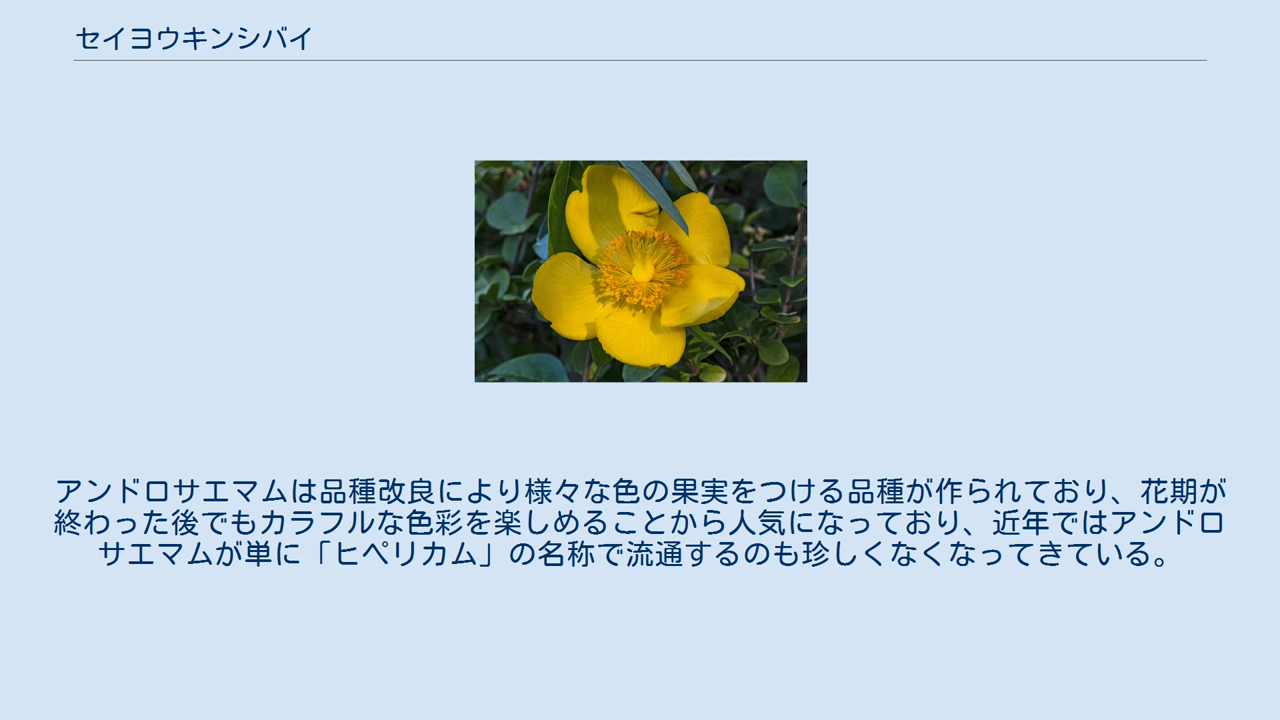 セイヨウキンシバイ
アンドロサエマムは品種改良により様々な色の果実をつける品種が作られており、花期が
終わった後でもカラフルな色彩を楽しめることから人気になっており、近年ではアンドロ
サエマムが単に「ヒペリカム」の名称で流通するのも珍しくなくなってきている。